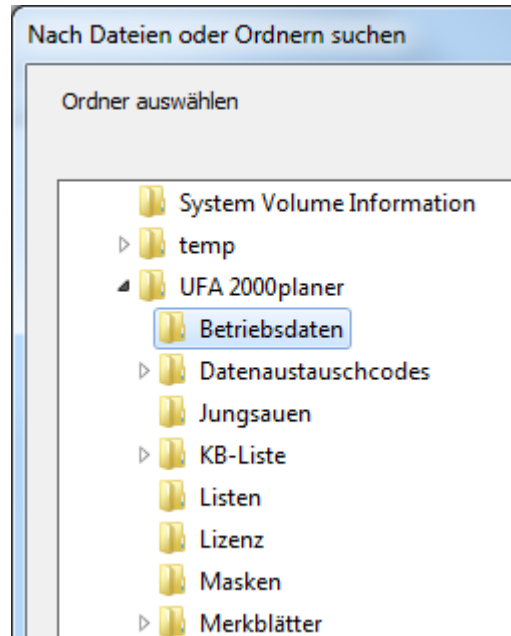 Nach Dateien oder Ordnern suchen
Ordner auswählen
System Volume Information
temp
UFA 2000planer
Betriebsdaten
Datenaustauschcodes
Jungsauen
KB-Liste
Listen
Lizenz
Masken
Merkblätter